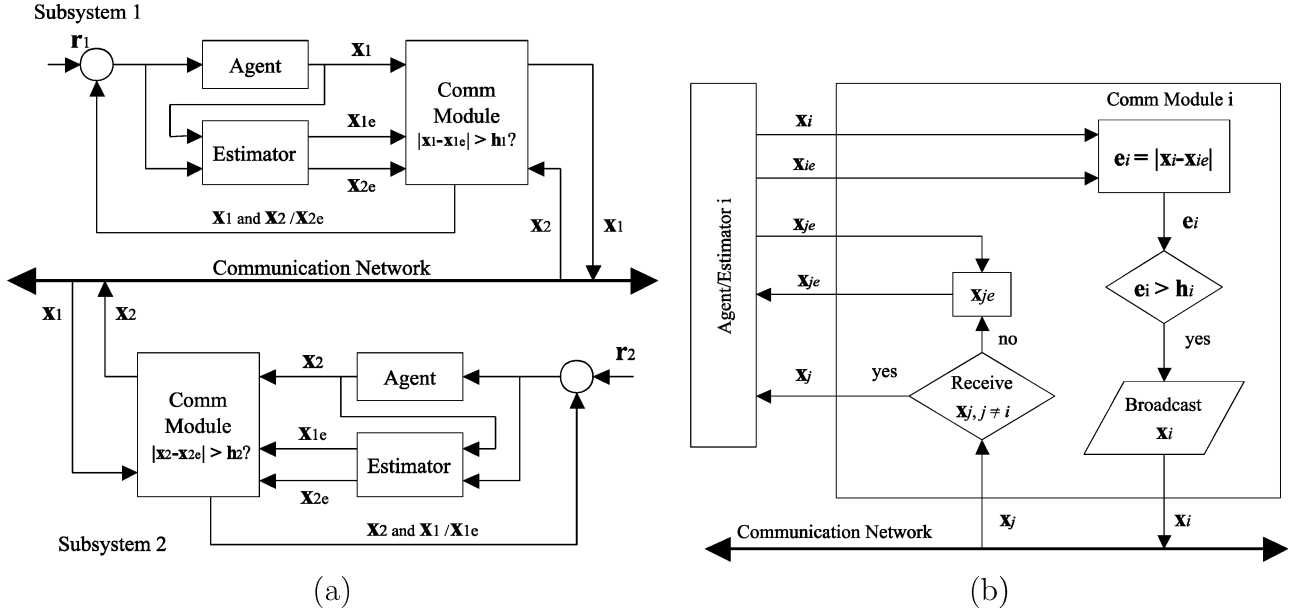 Subsystem 1
r1
Agent
x1
Comm
Module
|x1-x1e| > h1?
Estimator
x1e
x2e
x1 and x2 /x2e
x2
x1
Communication Network
x1
x2
Comm
Module
|x2-x2e| > h2?
x2
Agent
r2
x1e
Estimator
x2e
x2 and x1 /x1e
Subsystem 2
(a)
Agent/Estimator i
Comm Module i
xi
xie
ei = |xi-xie|
ei
xje
xje
xje
ei > hi
no
yes
xj
yes
Receive
xj, j ≠ i
Broadcast
xi
xj
xi
Communication Network
(b)